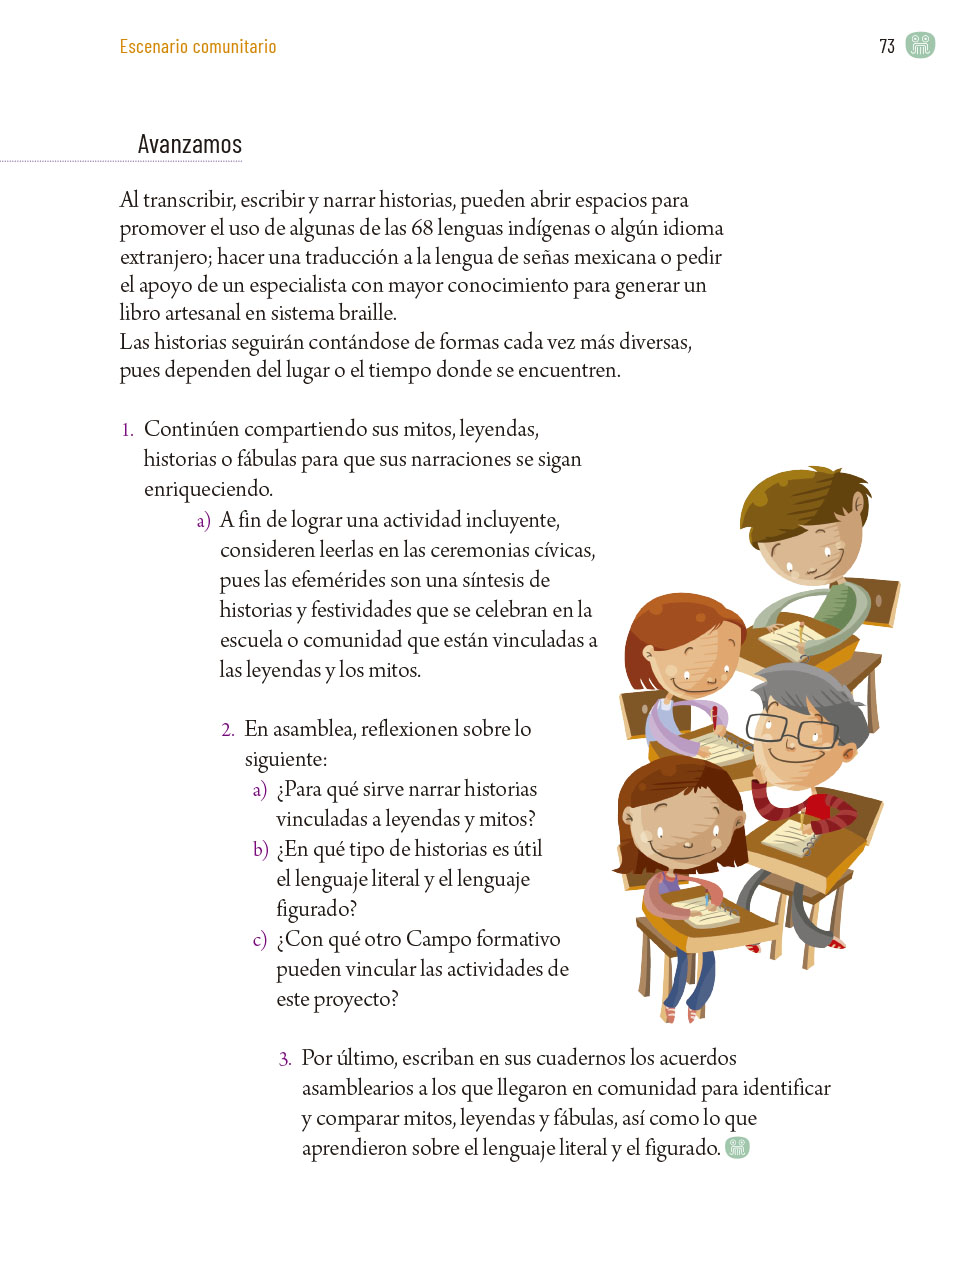 Escenario comunitario
73
Avanzamos
Al transcribir, escribir y narrar historias, pueden abrir espacios para
promover el uso de algunas de las 68 lenguas indígenas o algún idioma
extranjero; hacer una traducción a la lengua de señas mexicana o pedir
el apoyo de un especialista con mayor conocimiento para generar un
libro artesanal en sistema braille.
Las historias seguirán contándose de formas cada vez más diversas,
pues dependen del lugar o el tiempo donde se encuentren.
1. Continúen compartiendo sus mitos, leyendas,
historias o fábulas para que sus narraciones se sigan
enriqueciendo.
a) A fin de lograr una actividad incluyente,
consideren leerlas en las ceremonias cívicas,
pues las efemérides son una síntesis de
historias y festividades que se celebran en la
escuela o comunidad que están vinculadas a
las leyendas y los mitos.
2. En asamblea, reflexionen sobre lo
siguiente:
a) ¿Para qué sirve narrar historias
vinculadas a leyendas y mitos?
b) ¿En qué tipo de historias es útil
el lenguaje literal y el lenguaje
figurado?
c) ¿Con qué otro Campo formativo
pueden vincular las actividades de
este proyecto?
3. Por último, escriban en sus cuadernos los acuerdos
asamblearios a los que llegaron en comunidad para identificar
y comparar mitos, leyendas y fábulas, así como lo que
aprendieron sobre el lenguaje literal y el figurado.